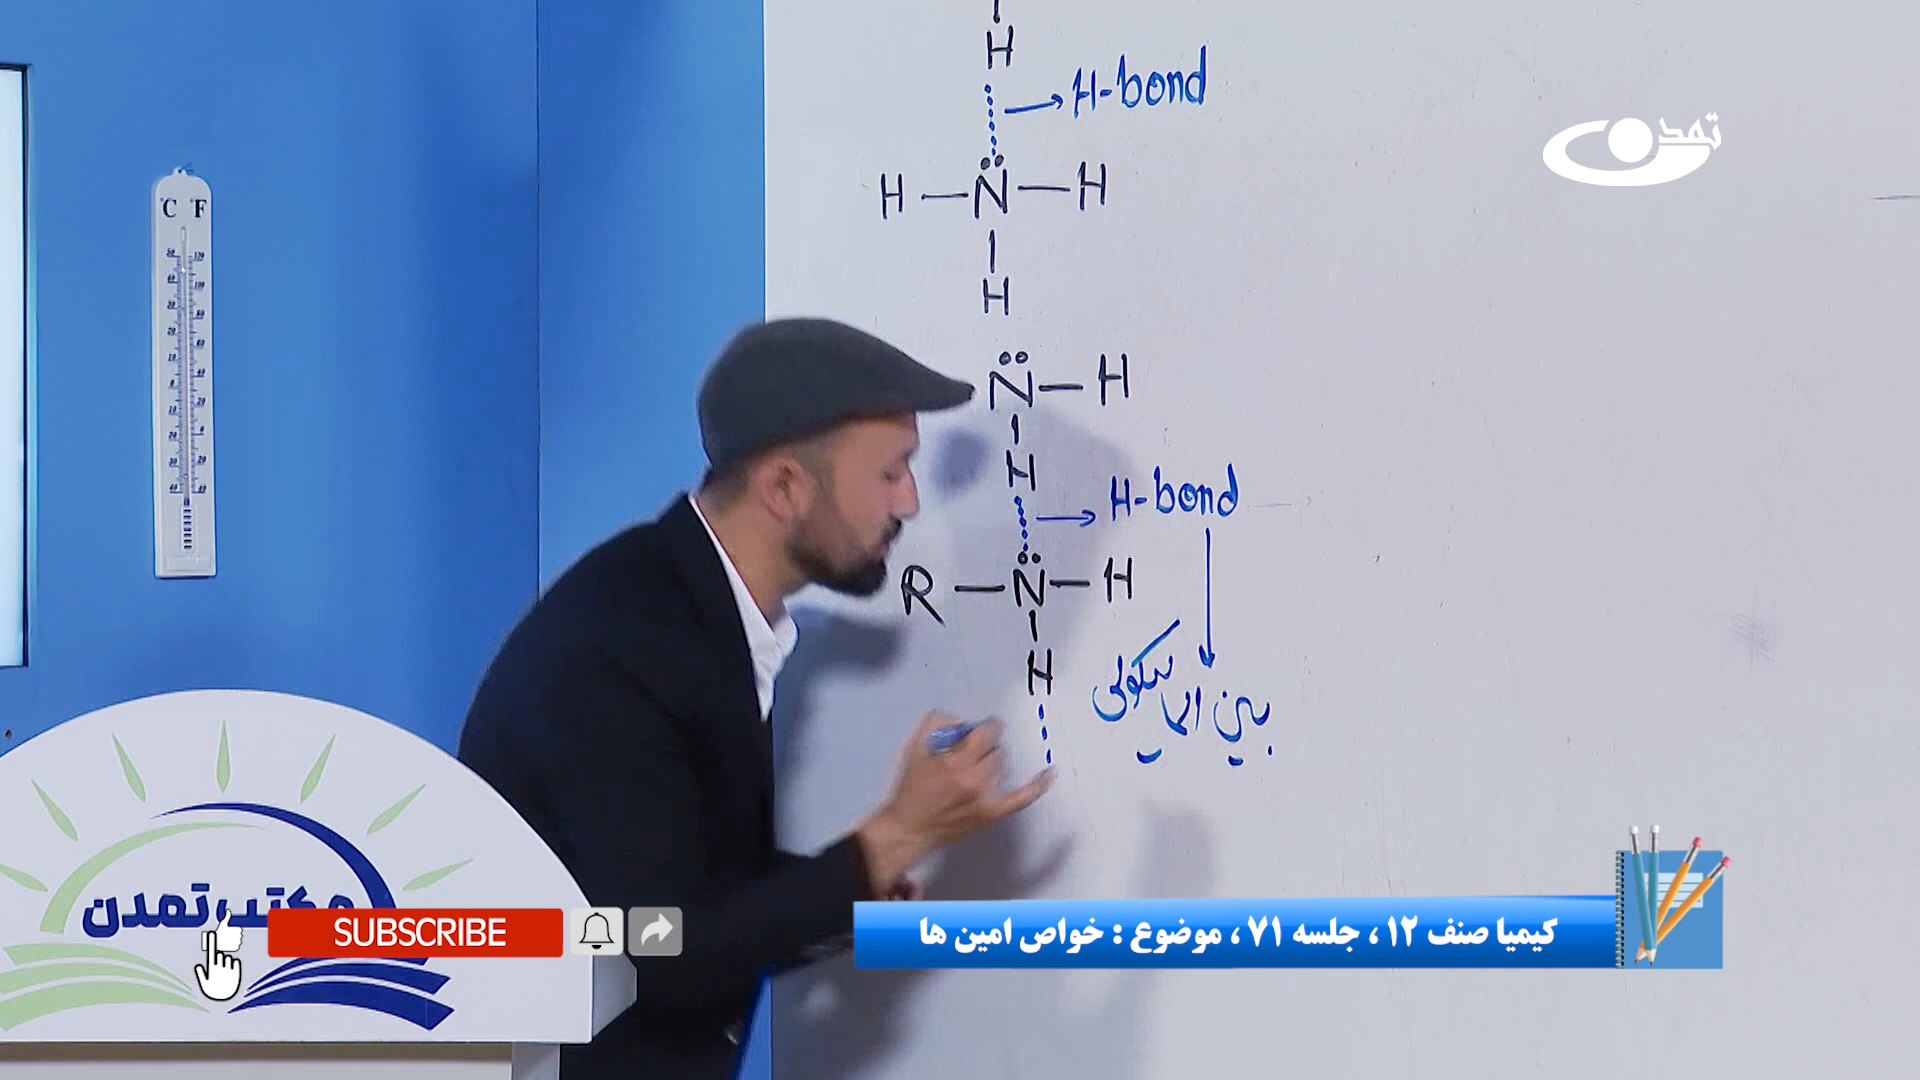 H
H-bond
H — N — H
H
N — H
H
H-bond
R — N — H
H
بین المالیکولی
تمدن
C F
مکتب تمدن
SUBSCRIBE
کیمیا صنف ۱۲ ، جلسه ۷۱ ، موضوع : خواص امین ها